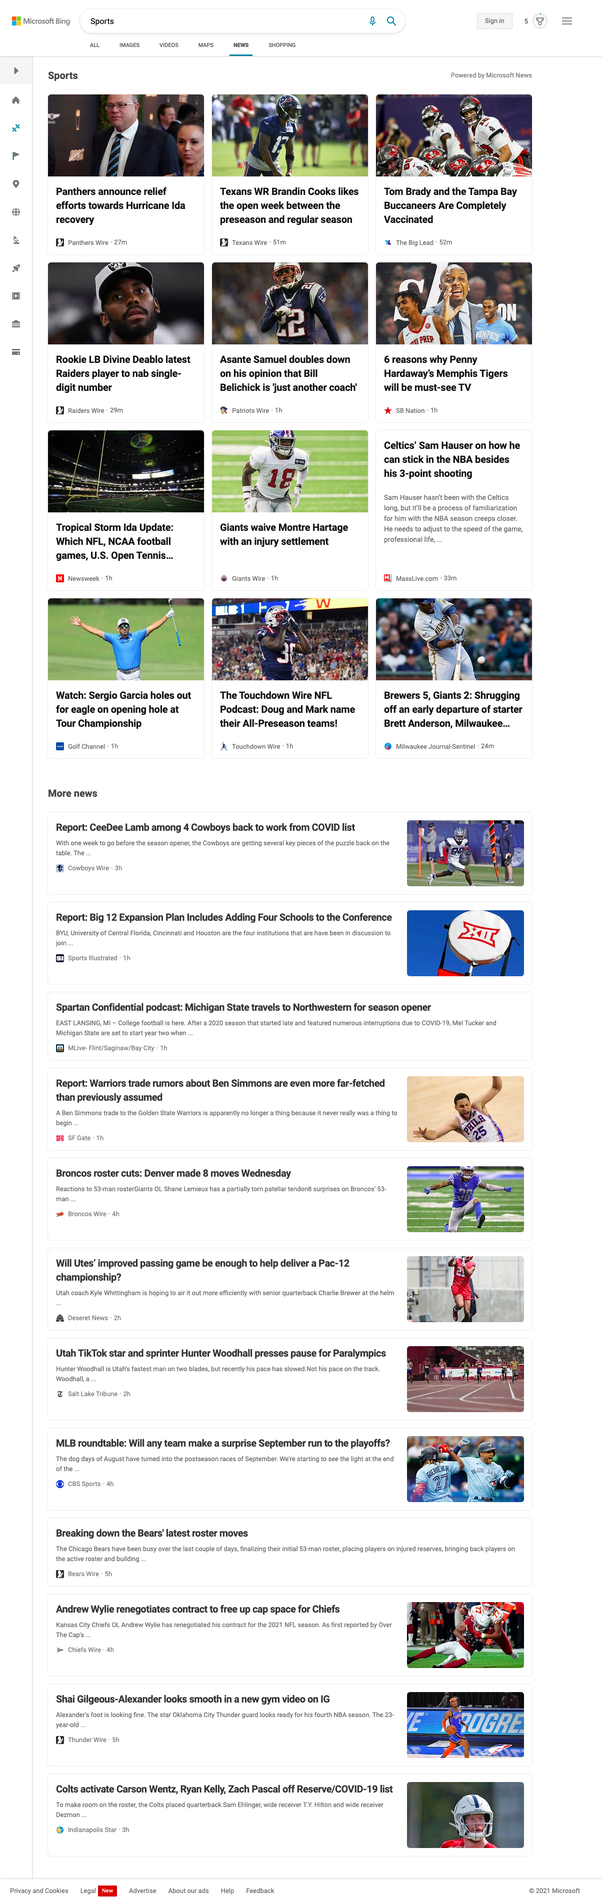 Microsoft Bing
Sports
Sign in
5
ALL
IMAGES
VIDEOS
MAPS
NEWS
SHOPPING
Sports
Powered by Microsoft News
Panthers announce relief
efforts towards Hurricane Ida
recovery
Panthers Wire · 27m
Texans WR Brandin Cooks likes
the open week between the
preseason and regular season
Texans Wire · 51m
Tom Brady and the Tampa Bay
Buccaneers Are Completely
Vaccinated
The Big Lead · 52m
Rookie LB Divine Deablo latest
Raiders player to nab single-
digit number
Raiders Wire · 29m
Asante Samuel doubles down
on his opinion that Bill
Belichick is 'just another coach'
Patriots Wire · 1h
6 reasons why Penny
Hardaway's Memphis Tigers
will be must-see TV
SB Nation · 1h
Tropical Storm Ida Update:
Which NFL, NCAA football
games, U.S. Open Tennis...
Newsweek · 1h
Giants waive Montre Hartage
with an injury settlement
Giants Wire · 1h
Celtics' Sam Hauser on how he
can stick in the NBA besides
his 3-point shooting
Sam Hauser hasn't been with the Celtics
long, but it'll be a process of familiarization
for him with the NBA season creeps closer.
He needs to adjust to the speed of the game,
professional life, ...
MassLive.com · 33m
Watch: Sergio Garcia holes out
for eagle on opening hole at
Tour Championship
Golf Channel · 1h
The Touchdown Wire NFL
Podcast: Doug and Mark name
their All-Preseason teams!
Touchdown Wire · 1h
Brewers 5, Giants 2: Shrugging
off an early departure of starter
Brett Anderson, Milwaukee...
Milwaukee Journal-Sentinel · 24m
More news
Report: CeeDee Lamb among 4 Cowboys back to work from COVID list
With one week to go before the season opener, the Cowboys are getting several key pieces of the puzzle back on the
table. The ...
Cowboys Wire · 3h
Report: Big 12 Expansion Plan Includes Adding Four Schools to the Conference
BYU, University of Central Florida, Cincinnati and Houston are the four institutions that are have been in discussion to
join ...
Sports Illustrated · 1h
Spartan Confidential podcast: Michigan State travels to Northwestern for season opener
EAST LANSING, MI – College football is here. After a 2020 season that started late and featured numerous interruptions due to COVID-19, Mel Tucker and
Michigan State are set to start year two when ...
MLive- Flint/Saginaw/Bay City · 1h
Report: Warriors trade rumors about Ben Simmons are even more far-fetched
than previously assumed
A Ben Simmons trade to the Golden State Warriors is apparently no longer a thing because it never really was a thing to
begin ...
SF Gate · 1h
Broncos roster cuts: Denver made 8 moves Wednesday
Reactions to 53-man rosterGiants OL Shane Lemieux has a partially torn patellar tendon8 surprises on Broncos' 53-
man ...
Broncos Wire · 4h
Will Utes' improved passing game be enough to help deliver a Pac-12
championship?
Utah coach Kyle Whittingham is hoping to air it out more efficiently with senior quarterback Charlie Brewer at the helm
...
Deseret News · 2h
Utah TikTok star and sprinter Hunter Woodhall presses pause for Paralympics
Hunter Woodhall is Utah's fastest man on two blades, but recently his pace has slowed.Not his pace on the track.
Woodhall, a ...
Salt Lake Tribune · 2h
MLB roundtable: Will any team make a surprise September run to the playoffs?
The dog days of August have turned into the postseason races of September. We're starting to see the light at the end
of the ...
CBS Sports · 4h
Breaking down the Bears' latest roster moves
The Chicago Bears have been busy over the last couple of days, finalizing their initial 53-man roster, placing players on injured reserves, bringing back players on
the active roster and building ...
Bears Wire · 5h
Andrew Wylie renegotiates contract to free up cap space for Chiefs
Kansas City Chiefs OL Andrew Wylie has renegotiated his contract for the 2021 NFL season. As first reported by Over
The Cap's ...
Chiefs Wire · 4h
Shai Gilgeous-Alexander looks smooth in a new gym video on IG
Alexander's foot is looking fine. The star Oklahoma City Thunder guard looks ready for his fourth NBA season. The 23-
year-old ...
Thunder Wire · 5h
Colts activate Carson Wentz, Ryan Kelly, Zach Pascal off Reserve/COVID-19 list
To make room on the roster, the Colts placed quarterback Sam Ehlinger, wide receiver T.Y. Hilton and wide receiver
Dezmon ...
Indianapolis Star · 3h
Privacy and Cookies
Legal
New
Advertise
About our ads
Help
Feedback
© 2021 Microsoft